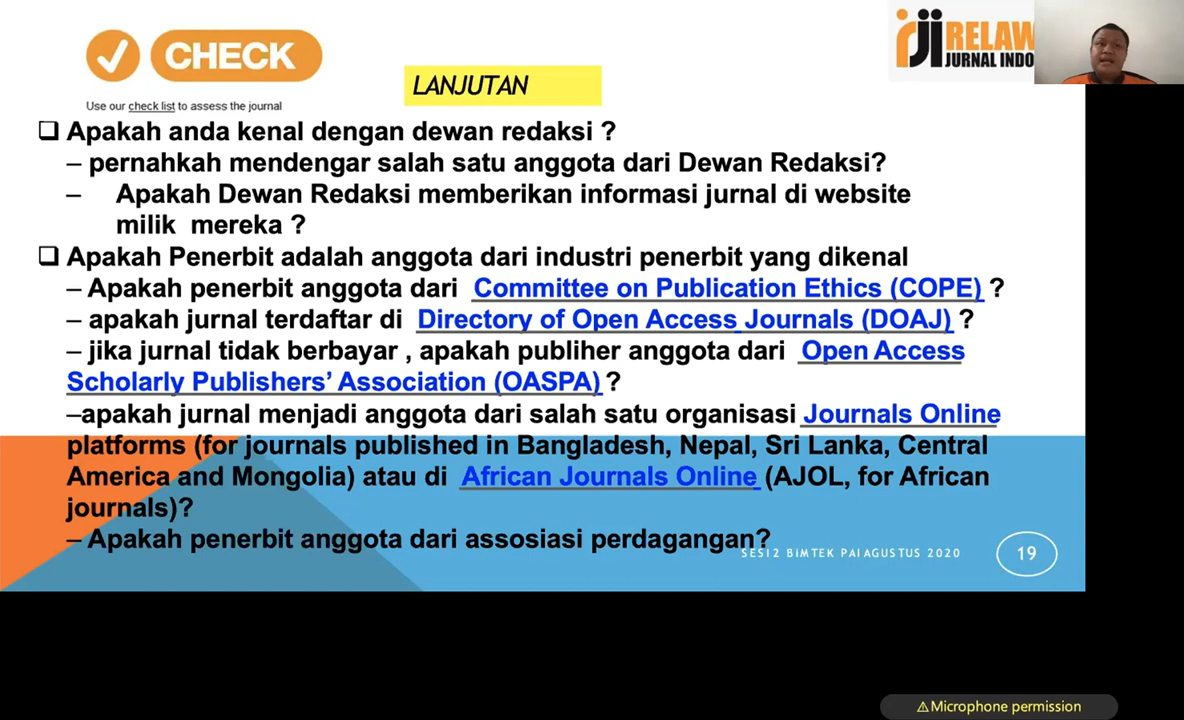 CHECK
Use our check list to assess the journal
LANJUTAN
RELAW
JURNAL INDO
❑ Apakah anda kenal dengan dewan redaksi ?
– pernahkah mendengar salah satu anggota dari Dewan Redaksi?
– Apakah Dewan Redaksi memberikan informasi jurnal di website
milik mereka ?
❑ Apakah Penerbit adalah anggota dari industri penerbit yang dikenal
– Apakah penerbit anggota dari Committee on Publication Ethics (COPE) ?
– apakah jurnal terdaftar di Directory of Open Access Journals (DOAJ) ?
– jika jurnal tidak berbayar , apakah publiher anggota dari Open Access
Scholarly Publishers’ Association (OASPA) ?
–apakah jurnal menjadi anggota dari salah satu organisasi Journals Online
platforms (for journals published in Bangladesh, Nepal, Sri Lanka, Central
America and Mongolia) atau di African Journals Online (AJOL, for African
journals)?
– Apakah penerbit anggota dari assosiasi perdagangan?
SESI2 BIMTEK PAI AGUSTUS 2020
19
⚠Microphone permission